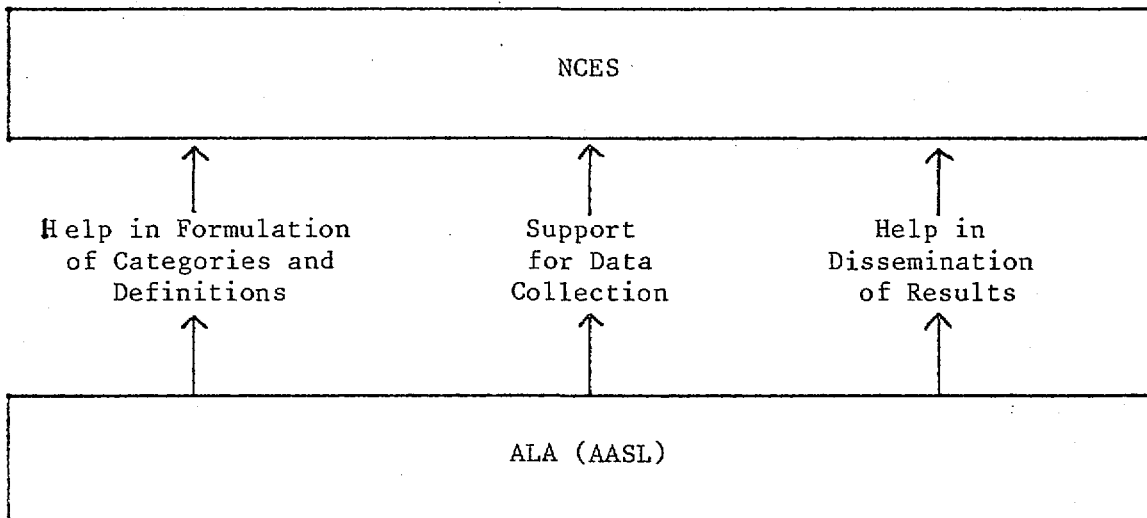 NCES
Help in Formulation
of Categories and
Definitions
Support
for Data
Collection
Help in
Dissemination
of Results
ALA (AASL)